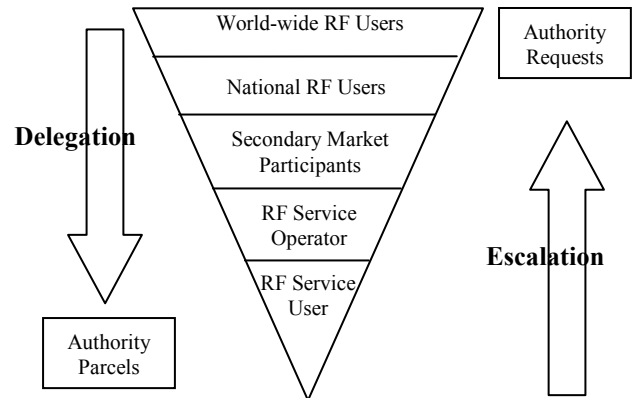 World-wide RF Users
Authority
Requests
National RF Users
Delegation
Secondary Market
Participants
RF Service
Operator
Escalation
RF Service
User
Authority
Parcels